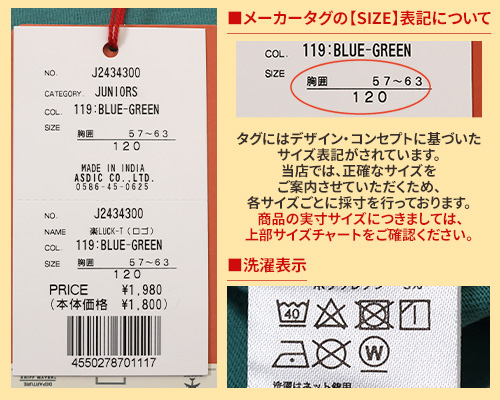 NO. J2434300
CATEGORY. JUNIORS
COL. 119:BLUE-GREEN
SIZE 胸囲 57～63
120
MADE IN INDIA
ASDIC CO.,LTD.
0586-45-0625
NO. J2434300
NAME 楽LUCK-T (ロゴ)
COL. 119:BLUE-GREEN
SIZE 胸囲 57～63
120
PRICE ¥1,980
(本体価格 ¥1,800)
4550278701117
DEPARTURE
■メーカータグの【SIZE】表記について
COL. 119:BLUE-GREEN
胸囲 57～63
120
タグにはデザイン・コンセプトに基づいた
サイズ表記がされています。
当店では、正確なサイズを
ご案内させていただくため、
各サイズごとに採寸を行っております。
商品の実寸サイズにつきましては、
上部サイズチャートをご確認ください。
■洗濯表示
40
W
洗濯はネット使用